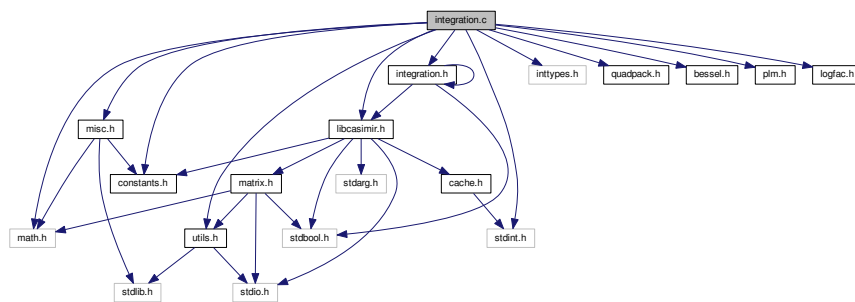 integration.c
integration.h
inttypes.h
quadpack.h
bessel.h
plm.h
logfac.h
misc.h
libcasimir.h
constants.h
matrix.h
stdarg.h
cache.h
math.h
utils.h
stdbool.h
stdint.h
stdlib.h
stdio.h